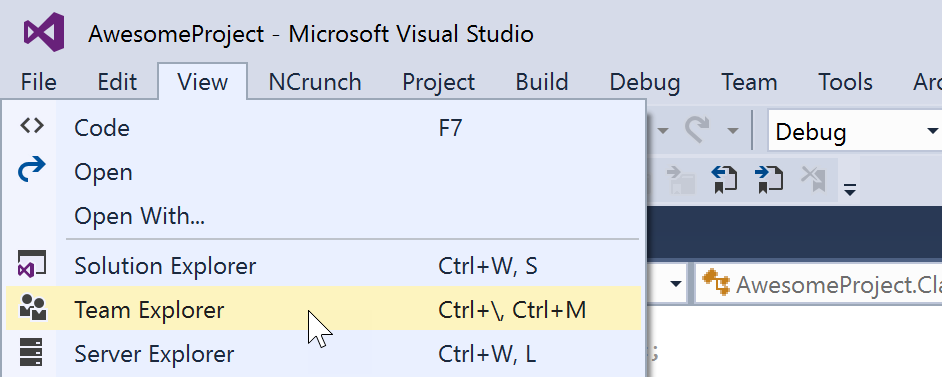 AwesomeProject - Microsoft Visual Studio
File Edit View NCrunch Project Build Debug Team Tools
Code F7
Debug
Open
Open With...
Solution Explorer Ctrl+W, S
AwesomeProject.Cla
Team Explorer Ctrl+\, Ctrl+M
Server Explorer Ctrl+W, L